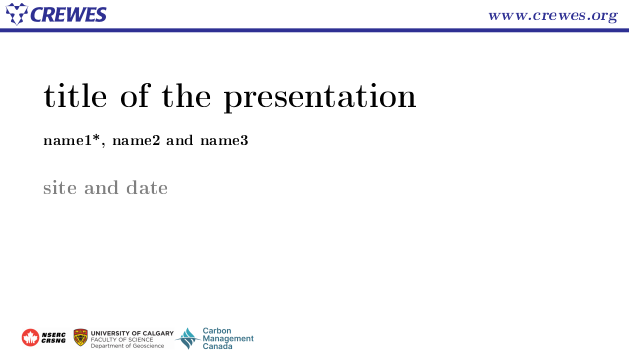 CREWES
www.crewes.org
title of the presentation
name1*, name2 and name3
site and date
NSERC
CRSNG
UNIVERSITY OF CALGARY
FACULTY OF SCIENCE
Department of Geoscience
Carbon
Management
Canada